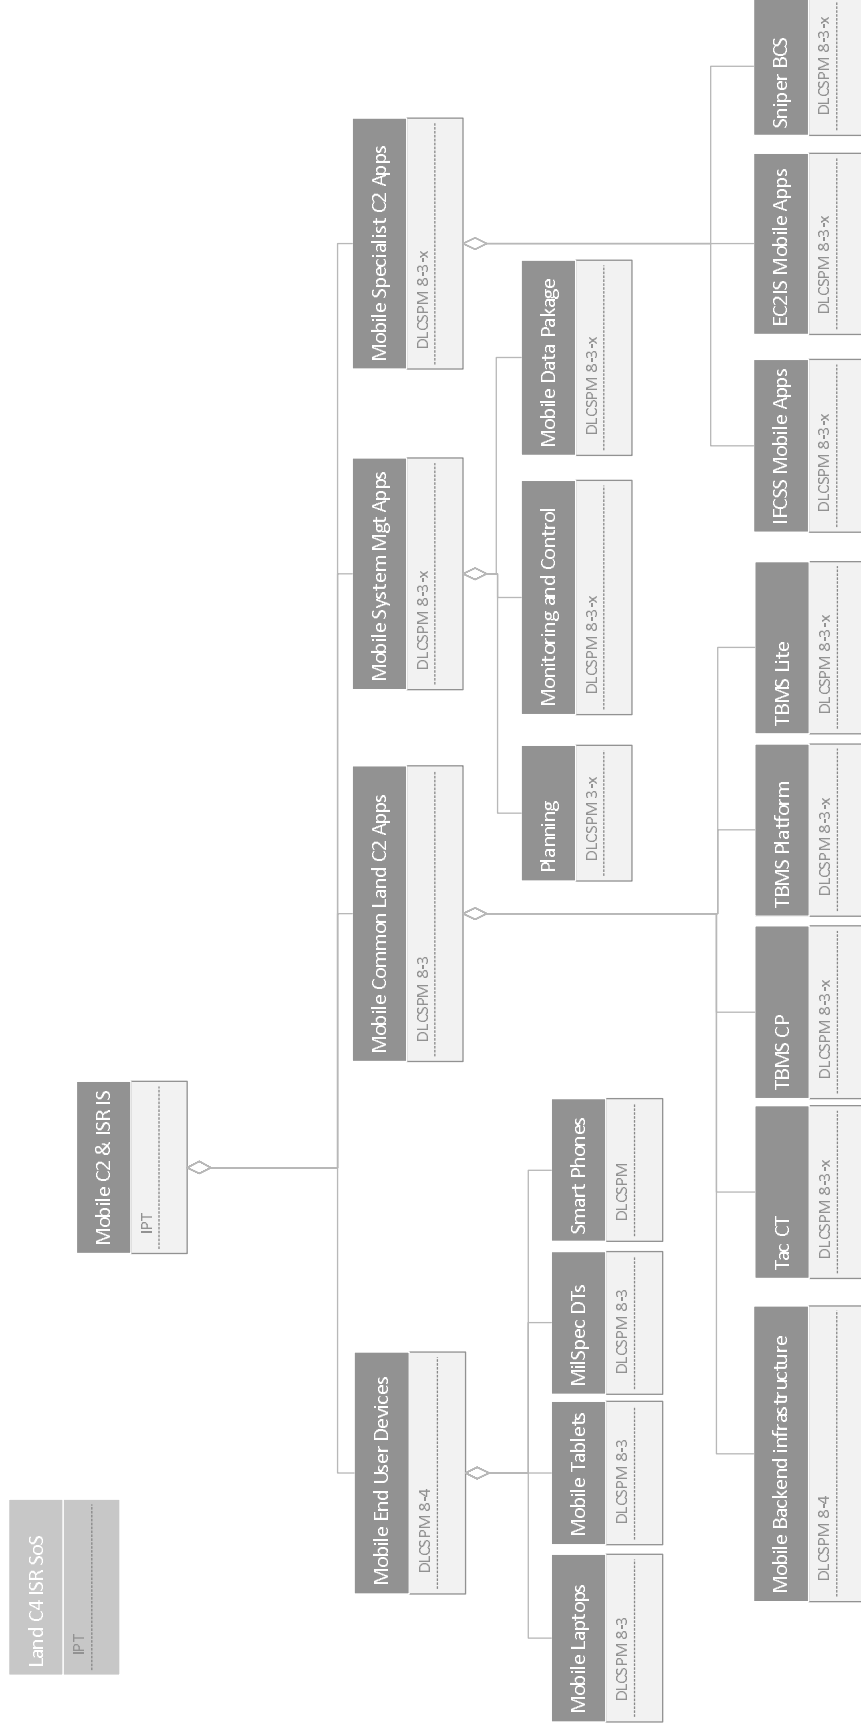 Land C4 ISR SoS
IPT
Mobile C2 & ISR IS
IPT
Mobile End User Devices
DLCSPM 8-4
Mobile Common Land C2 Apps
DLCSPM 8-3
Mobile System Mgt Apps
DLCSPM 8-3-x
Mobile Specialist C2 Apps
DLCSPM 8-3-x
Mobile Laptops
DLCSPM 8-3
Mobile Tablets
DLCSPM 8-3
MilSpec DTs
DLCSPM 8-3
Smart Phones
DLCSPM
Planning
DLCSPM 3-x
Monitoring and Control
DLCSPM 8-3-x
Mobile Data Pakage
DLCSPM 8-3-x
Mobile Backend infrastructure
DLCSPM 8-4
Tac CT
DLCSPM 8-3-x
TBMS CP
DLCSPM 8-3-x
TBMS Platform
DLCSPM 8-3-x
TBMS Lite
DLCSPM 8-3-x
IFCSS Mobile Apps
DLCSPM 8-3-x
EC2IS Mobile Apps
DLCSPM 8-3-x
Sniper BCS
DLCSPM 8-3-x